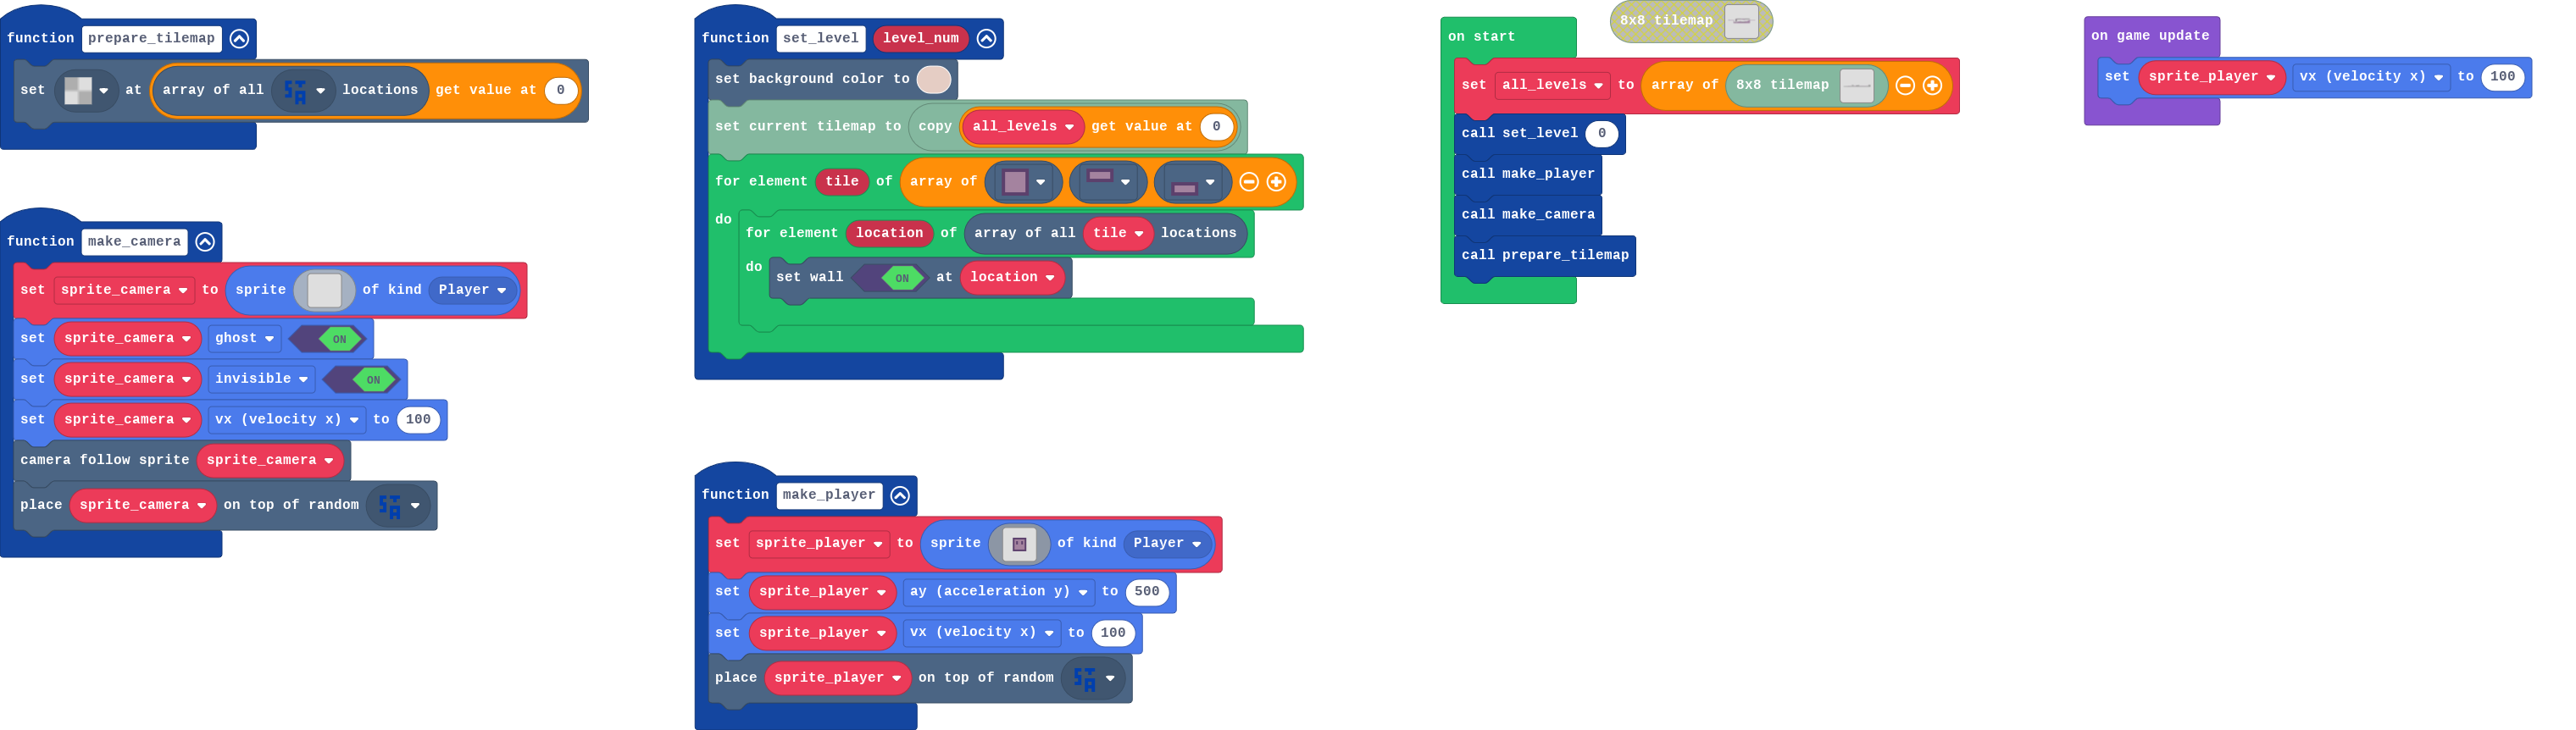 function prepare_tilemap
set at array of all locations get value at 0
function make_camera
set sprite_camera to sprite of kind Player
set sprite_camera ghost ON
set sprite_camera invisible ON
set sprite_camera vx (velocity x) to 100
camera follow sprite sprite_camera
place sprite_camera on top of random
function set_level level_num
set background color to
set current tilemap to copy all_levels get value at 0
for element tile of array of
do
for element location of array of all tile locations
do
set wall ON at location
function make_player
set sprite_player to sprite of kind Player
set sprite_player ay (acceleration y) to 500
set sprite_player vx (velocity x) to 100
place sprite_player on top of random
8x8 tilemap
on start
set all_levels to array of 8x8 tilemap
call set_level 0
call make_player
call make_camera
call prepare_tilemap
on game update
set sprite_player vx (velocity x) to 100